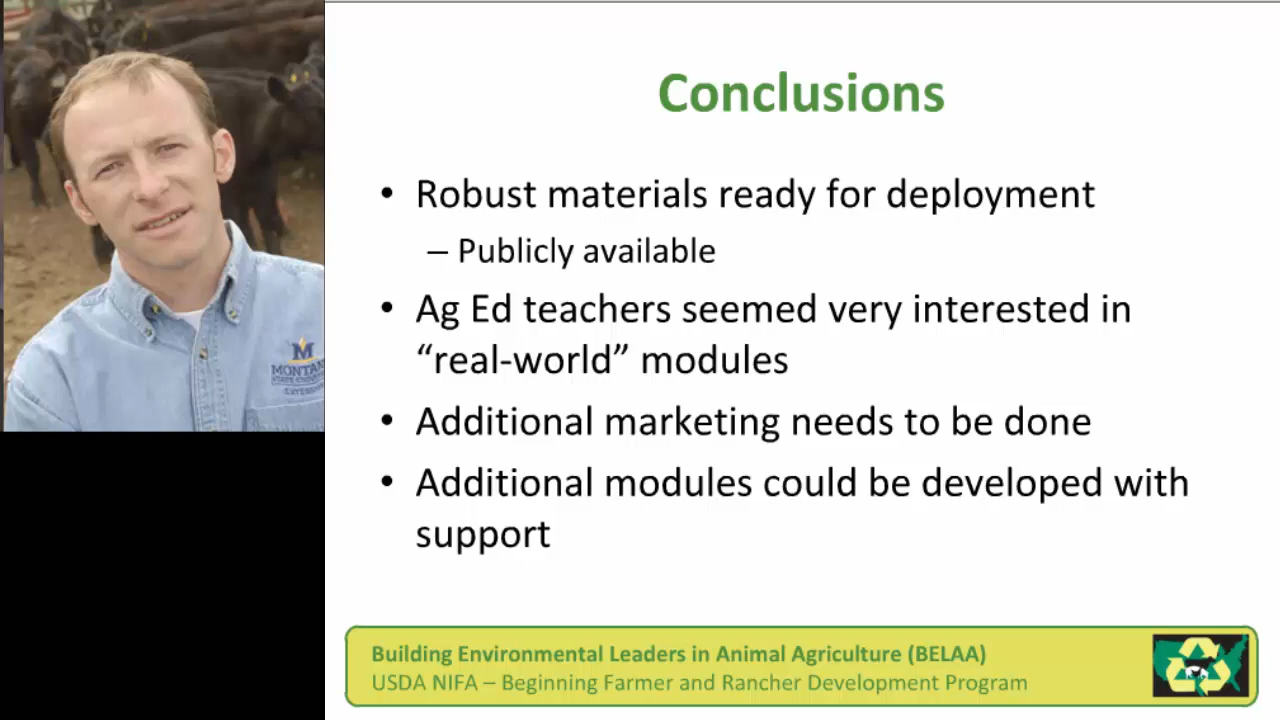 Conclusions
• Robust materials ready for deployment
– Publicly available
• Ag Ed teachers seemed very interested in
“real-world” modules
• Additional marketing needs to be done
• Additional modules could be developed with
support
Building Environmental Leaders in Animal Agriculture (BELAA)
USDA NIFA – Beginning Farmer and Rancher Development Program
M
MONTAN